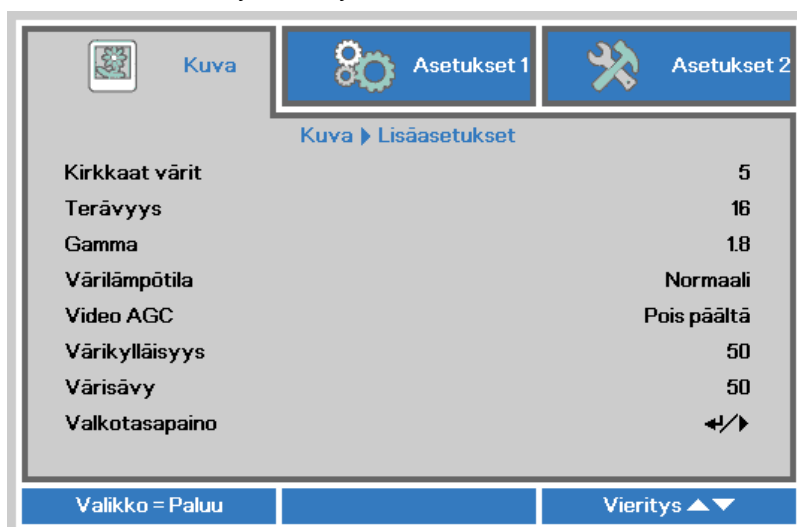 Kuva Asetukset 1 Asetukset 2
Kuva ▶ Lisäasetukset
Kirkkaat värit 5
Terävyys 16
Gamma 1.8
Värilämpötila Normaali
Video AGC Pois päältä
Värikylläisyys 50
Värisävy 50
Valkotasapaino ↵/▶
Valikko = Paluu Vieritys ▲▼